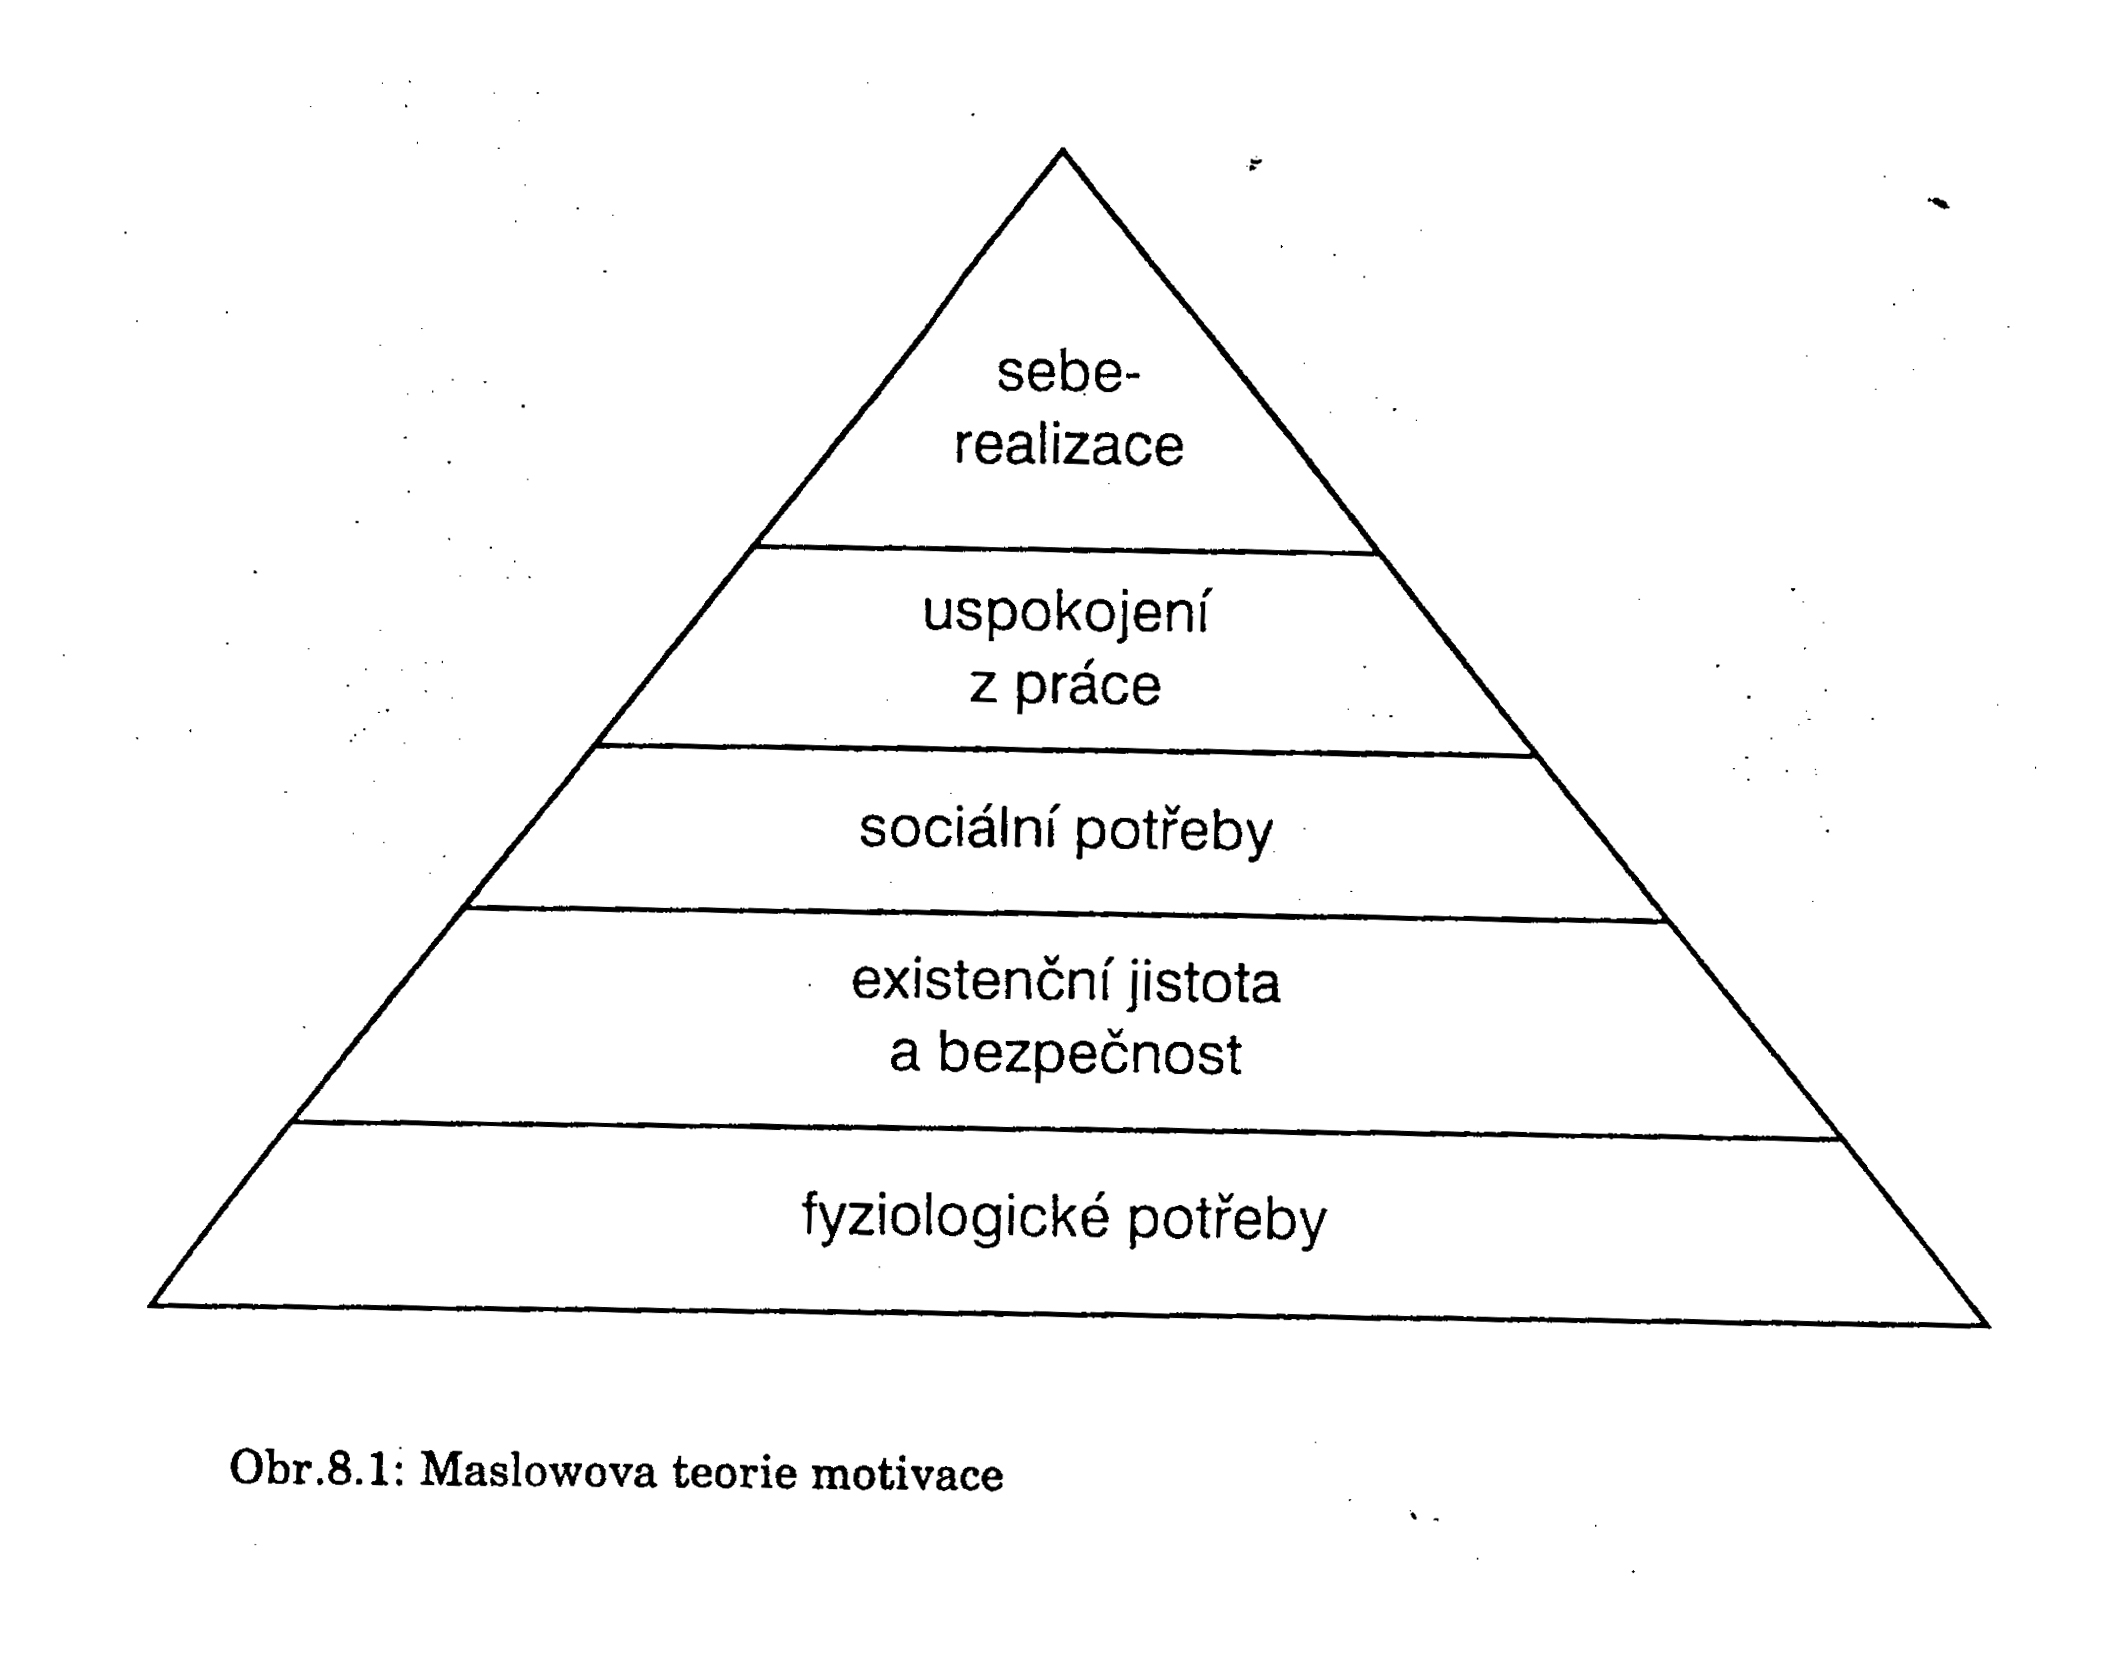 sebe-
realizace
uspokojení
z práce
sociální potřeby
existenční jistota
a bezpečnost
fyziologické potřeby
Obr.8.1: Maslowova teorie motivace